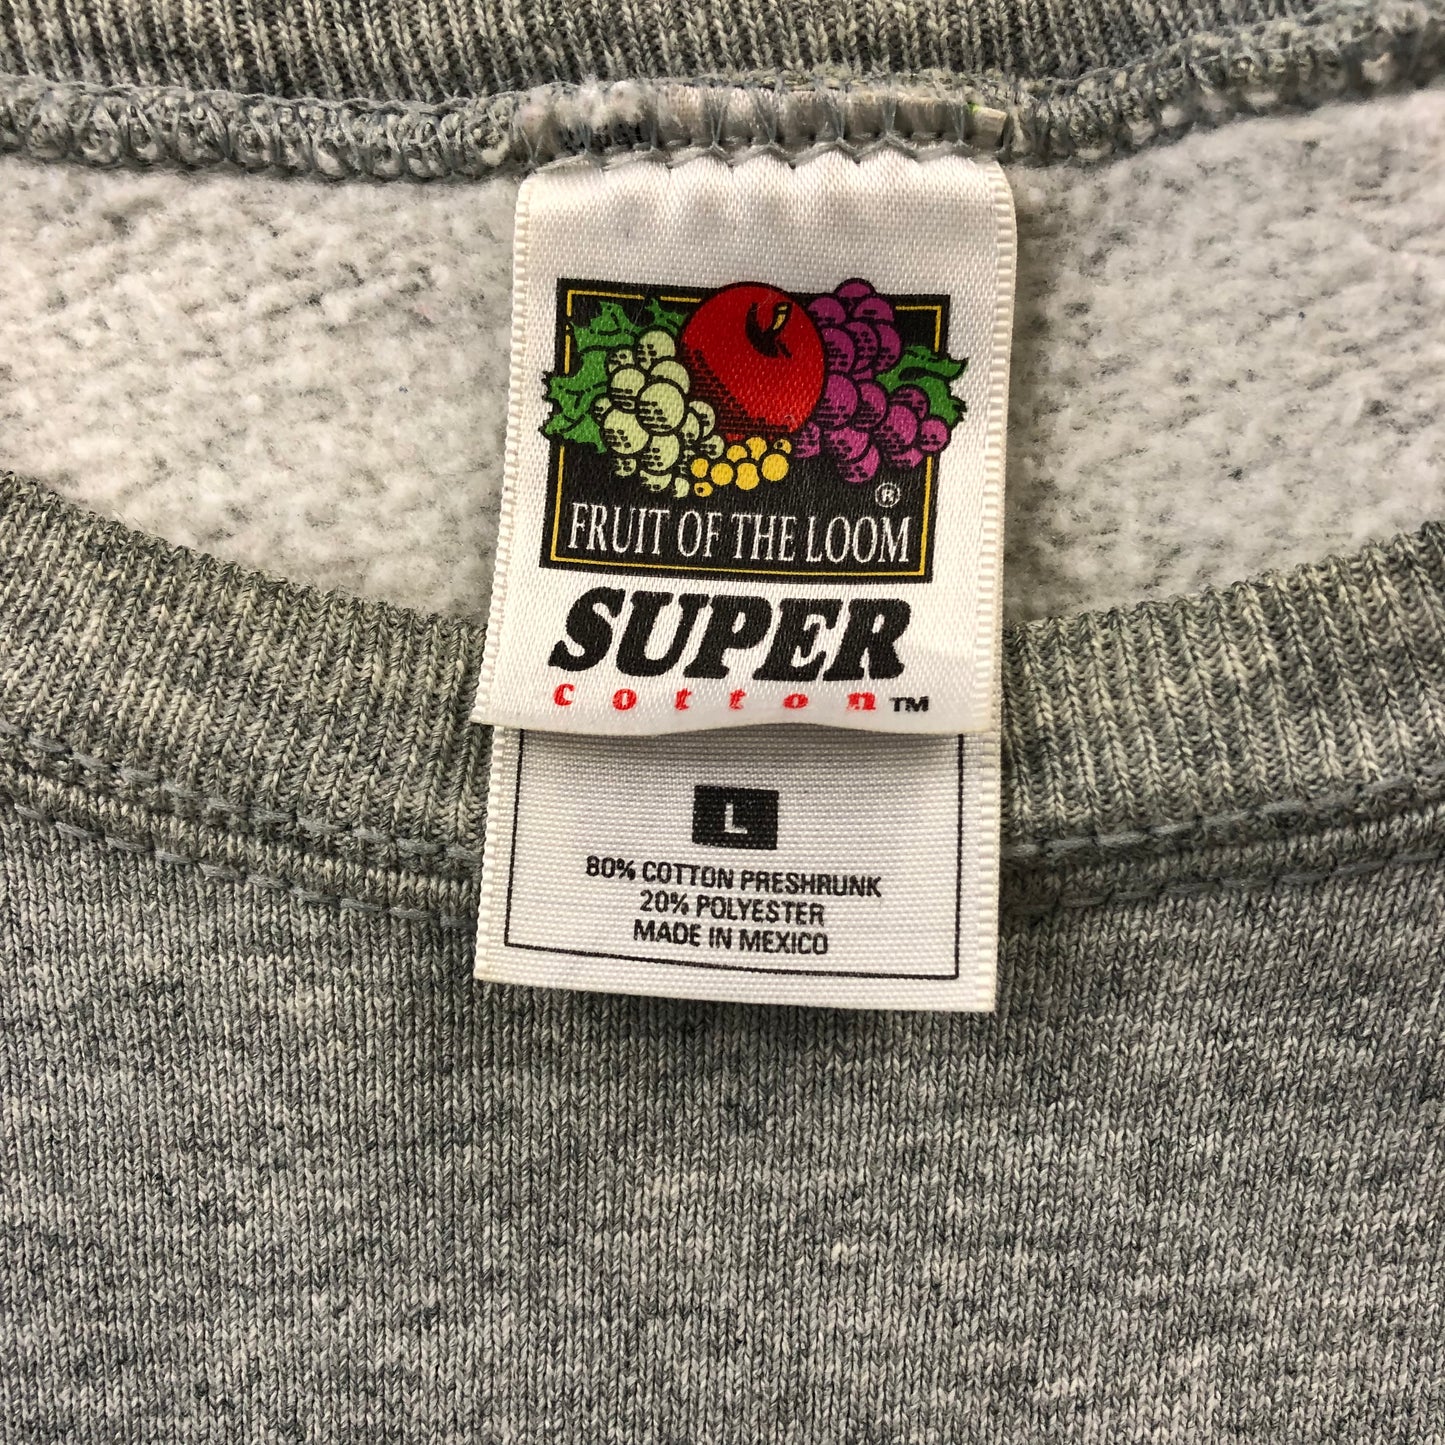 ®
FRUIT OF THE LOOM
SUPER
cotton™
L
80% COTTON PRESHRUNK
20% POLYESTER
MADE IN MEXICO